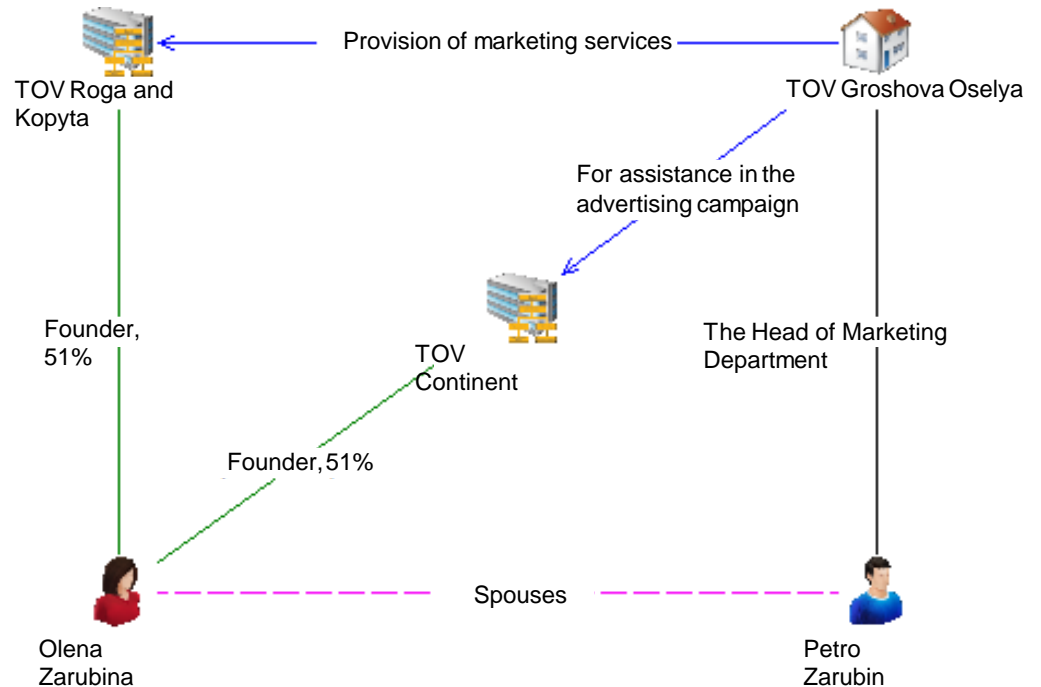 Provision of marketing services
TOV Roga and
Kopyta
TOV Groshova Oselya
For assistance in the
advertising campaign
Founder,
51%
The Head of Marketing
Department
TOV
Continent
Founder, 51%
Spouses
Olena
Zarubina
Petro
Zarubin